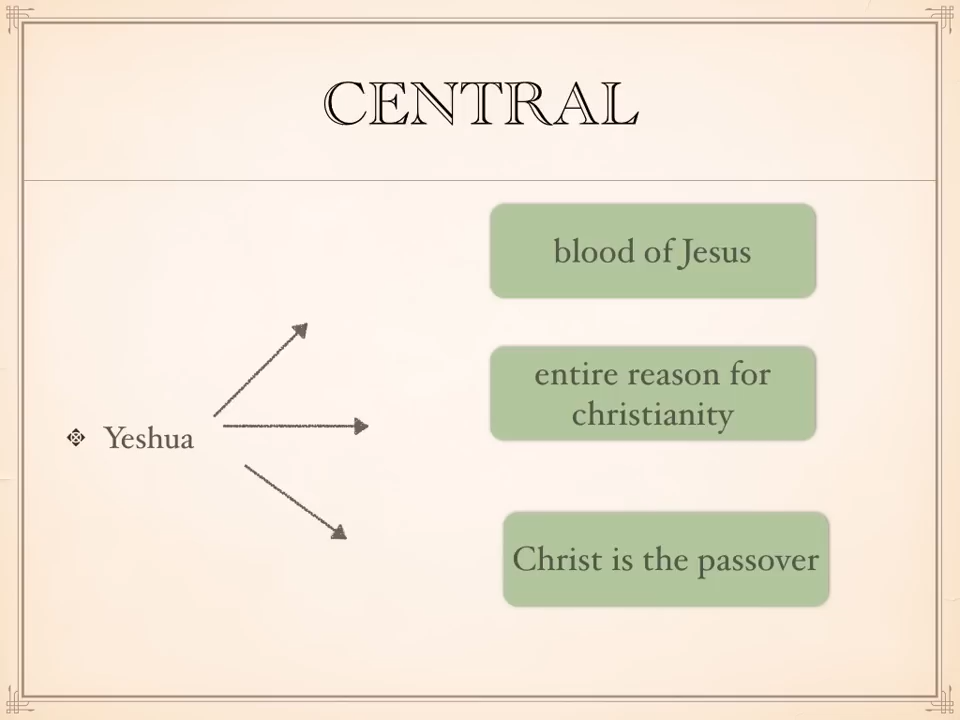 CENTRAL
blood of Jesus
entire reason for
christianity
Yeshua
Christ is the passover